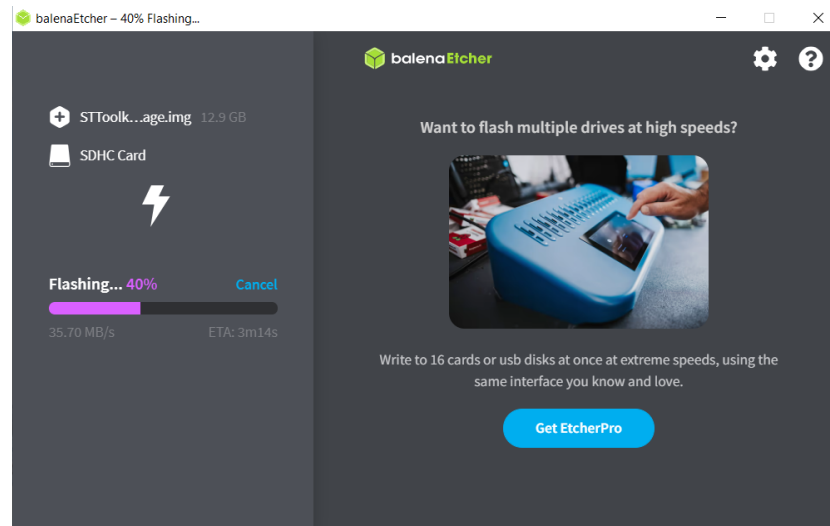 balenaEtcher – 40% Flashing...
balenaEtcher
STToolk...age.img 12.9 GB
SDHC Card
Flashing... 40% Cancel
35.70 MB/s ETA: 3m14s
Want to flash multiple drives at high speeds?
Write to 16 cards or usb disks at once at extreme speeds, using the
same interface you know and love.
Get EtcherPro